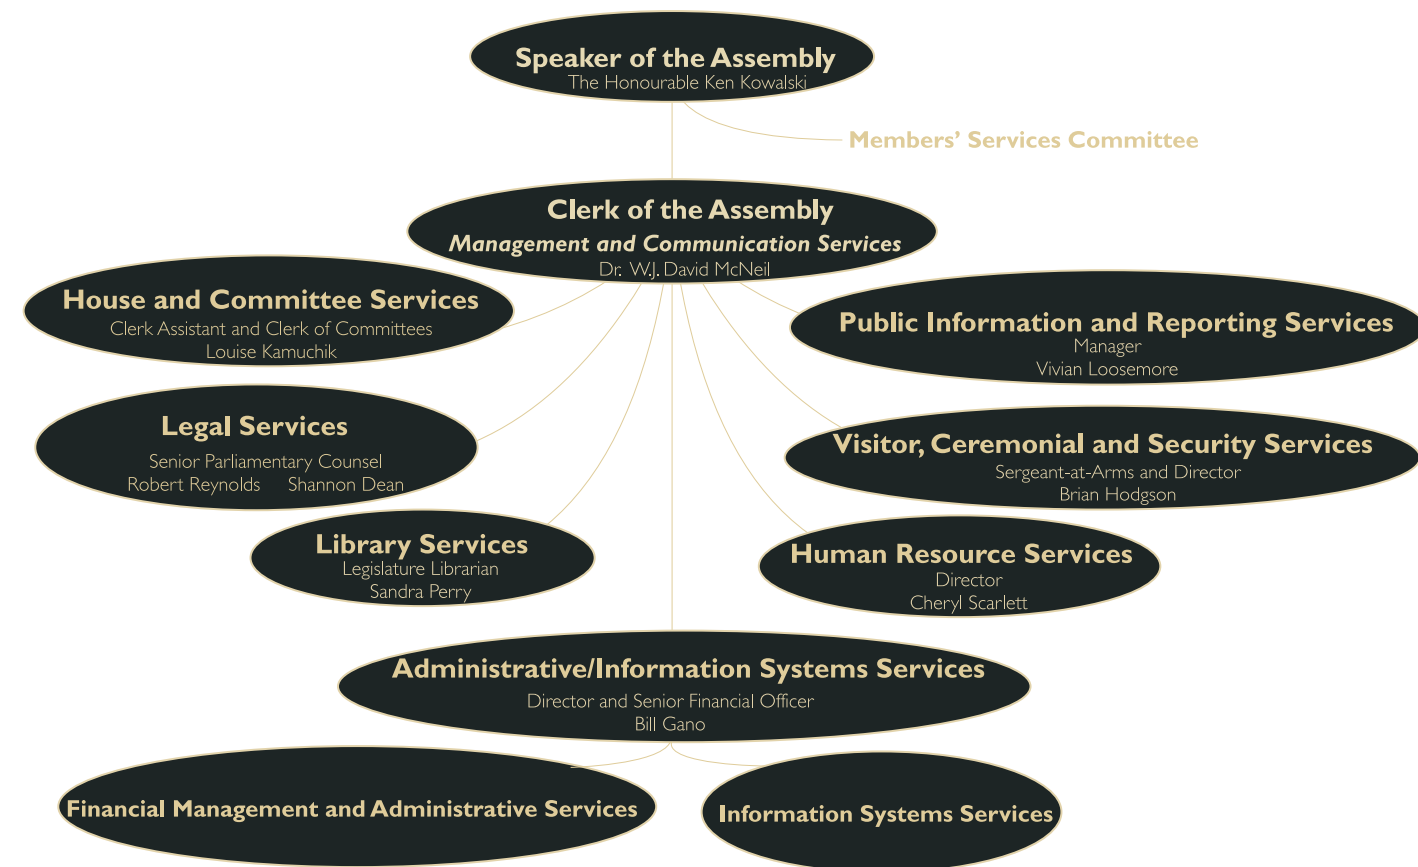 Speaker of the Assembly
The Honourable Ken Kowalski
Members’ Services Committee
Clerk of the Assembly
Management and Communication Services
Dr. W.J. David McNeil
House and Committee Services
Clerk Assistant and Clerk of Committees
Louise Kamuchik
Public Information and Reporting Services
Manager
Vivian Loosemore
Legal Services
Senior Parliamentary Counsel
Robert Reynolds Shannon Dean
Visitor, Ceremonial and Security Services
Sergeant-at-Arms and Director
Brian Hodgson
Library Services
Legislature Librarian
Sandra Perry
Human Resource Services
Director
Cheryl Scarlett
Administrative/Information Systems Services
Director and Senior Financial Officer
Bill Gano
Financial Management and Administrative Services
Information Systems Services